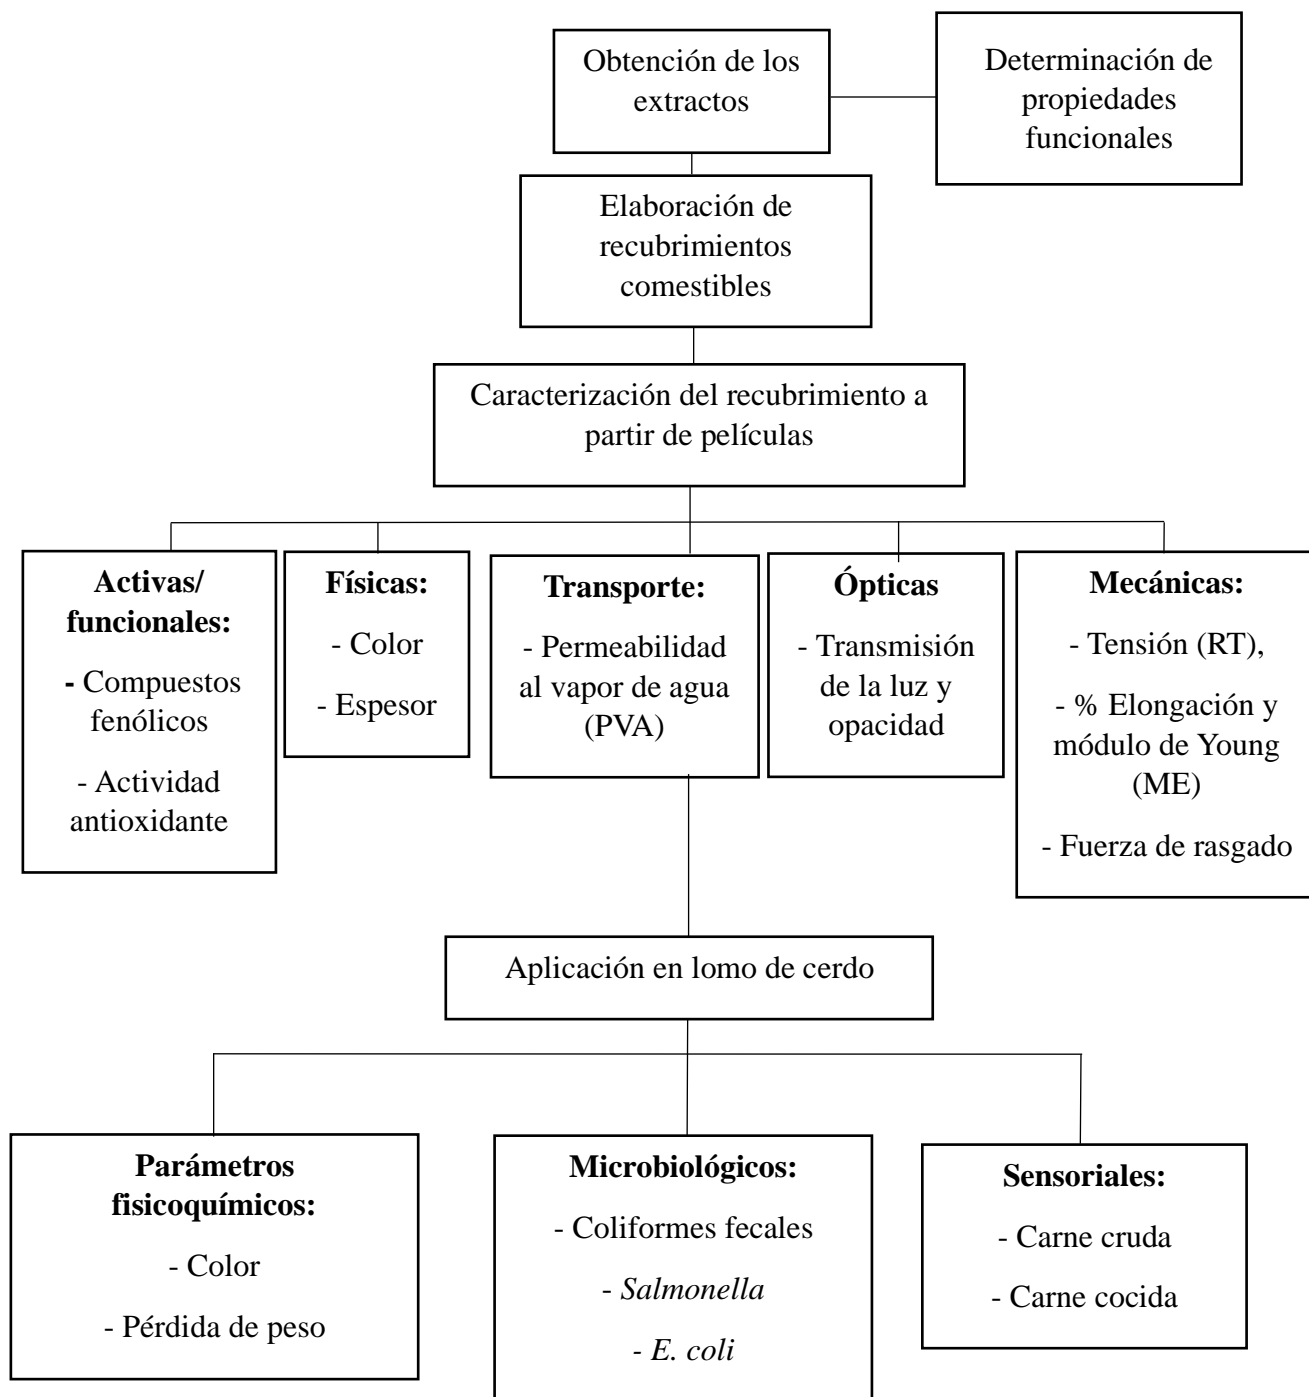 Obtención de los
extractos
Determinación de
propiedades
funcionales
Elaboración de
recubrimientos
comestibles
Caracterización del recubrimiento a
partir de películas
Activas/
funcionales:
- Compuestos
fenólicos
- Actividad
antioxidante
Físicas:
- Color
- Espesor
Transporte:
- Permeabilidad
al vapor de agua
(PVA)
Ópticas
- Transmisión
de la luz y
opacidad
Mecánicas:
- Tensión (RT),
- % Elongación y
módulo de Young
(ME)
- Fuerza de rasgado
Aplicación en lomo de cerdo
Parámetros
fisicoquímicos:
- Color
- Pérdida de peso
Microbiológicos:
- Coliformes fecales
- Salmonella
- E. coli
Sensoriales:
- Carne cruda
- Carne cocida